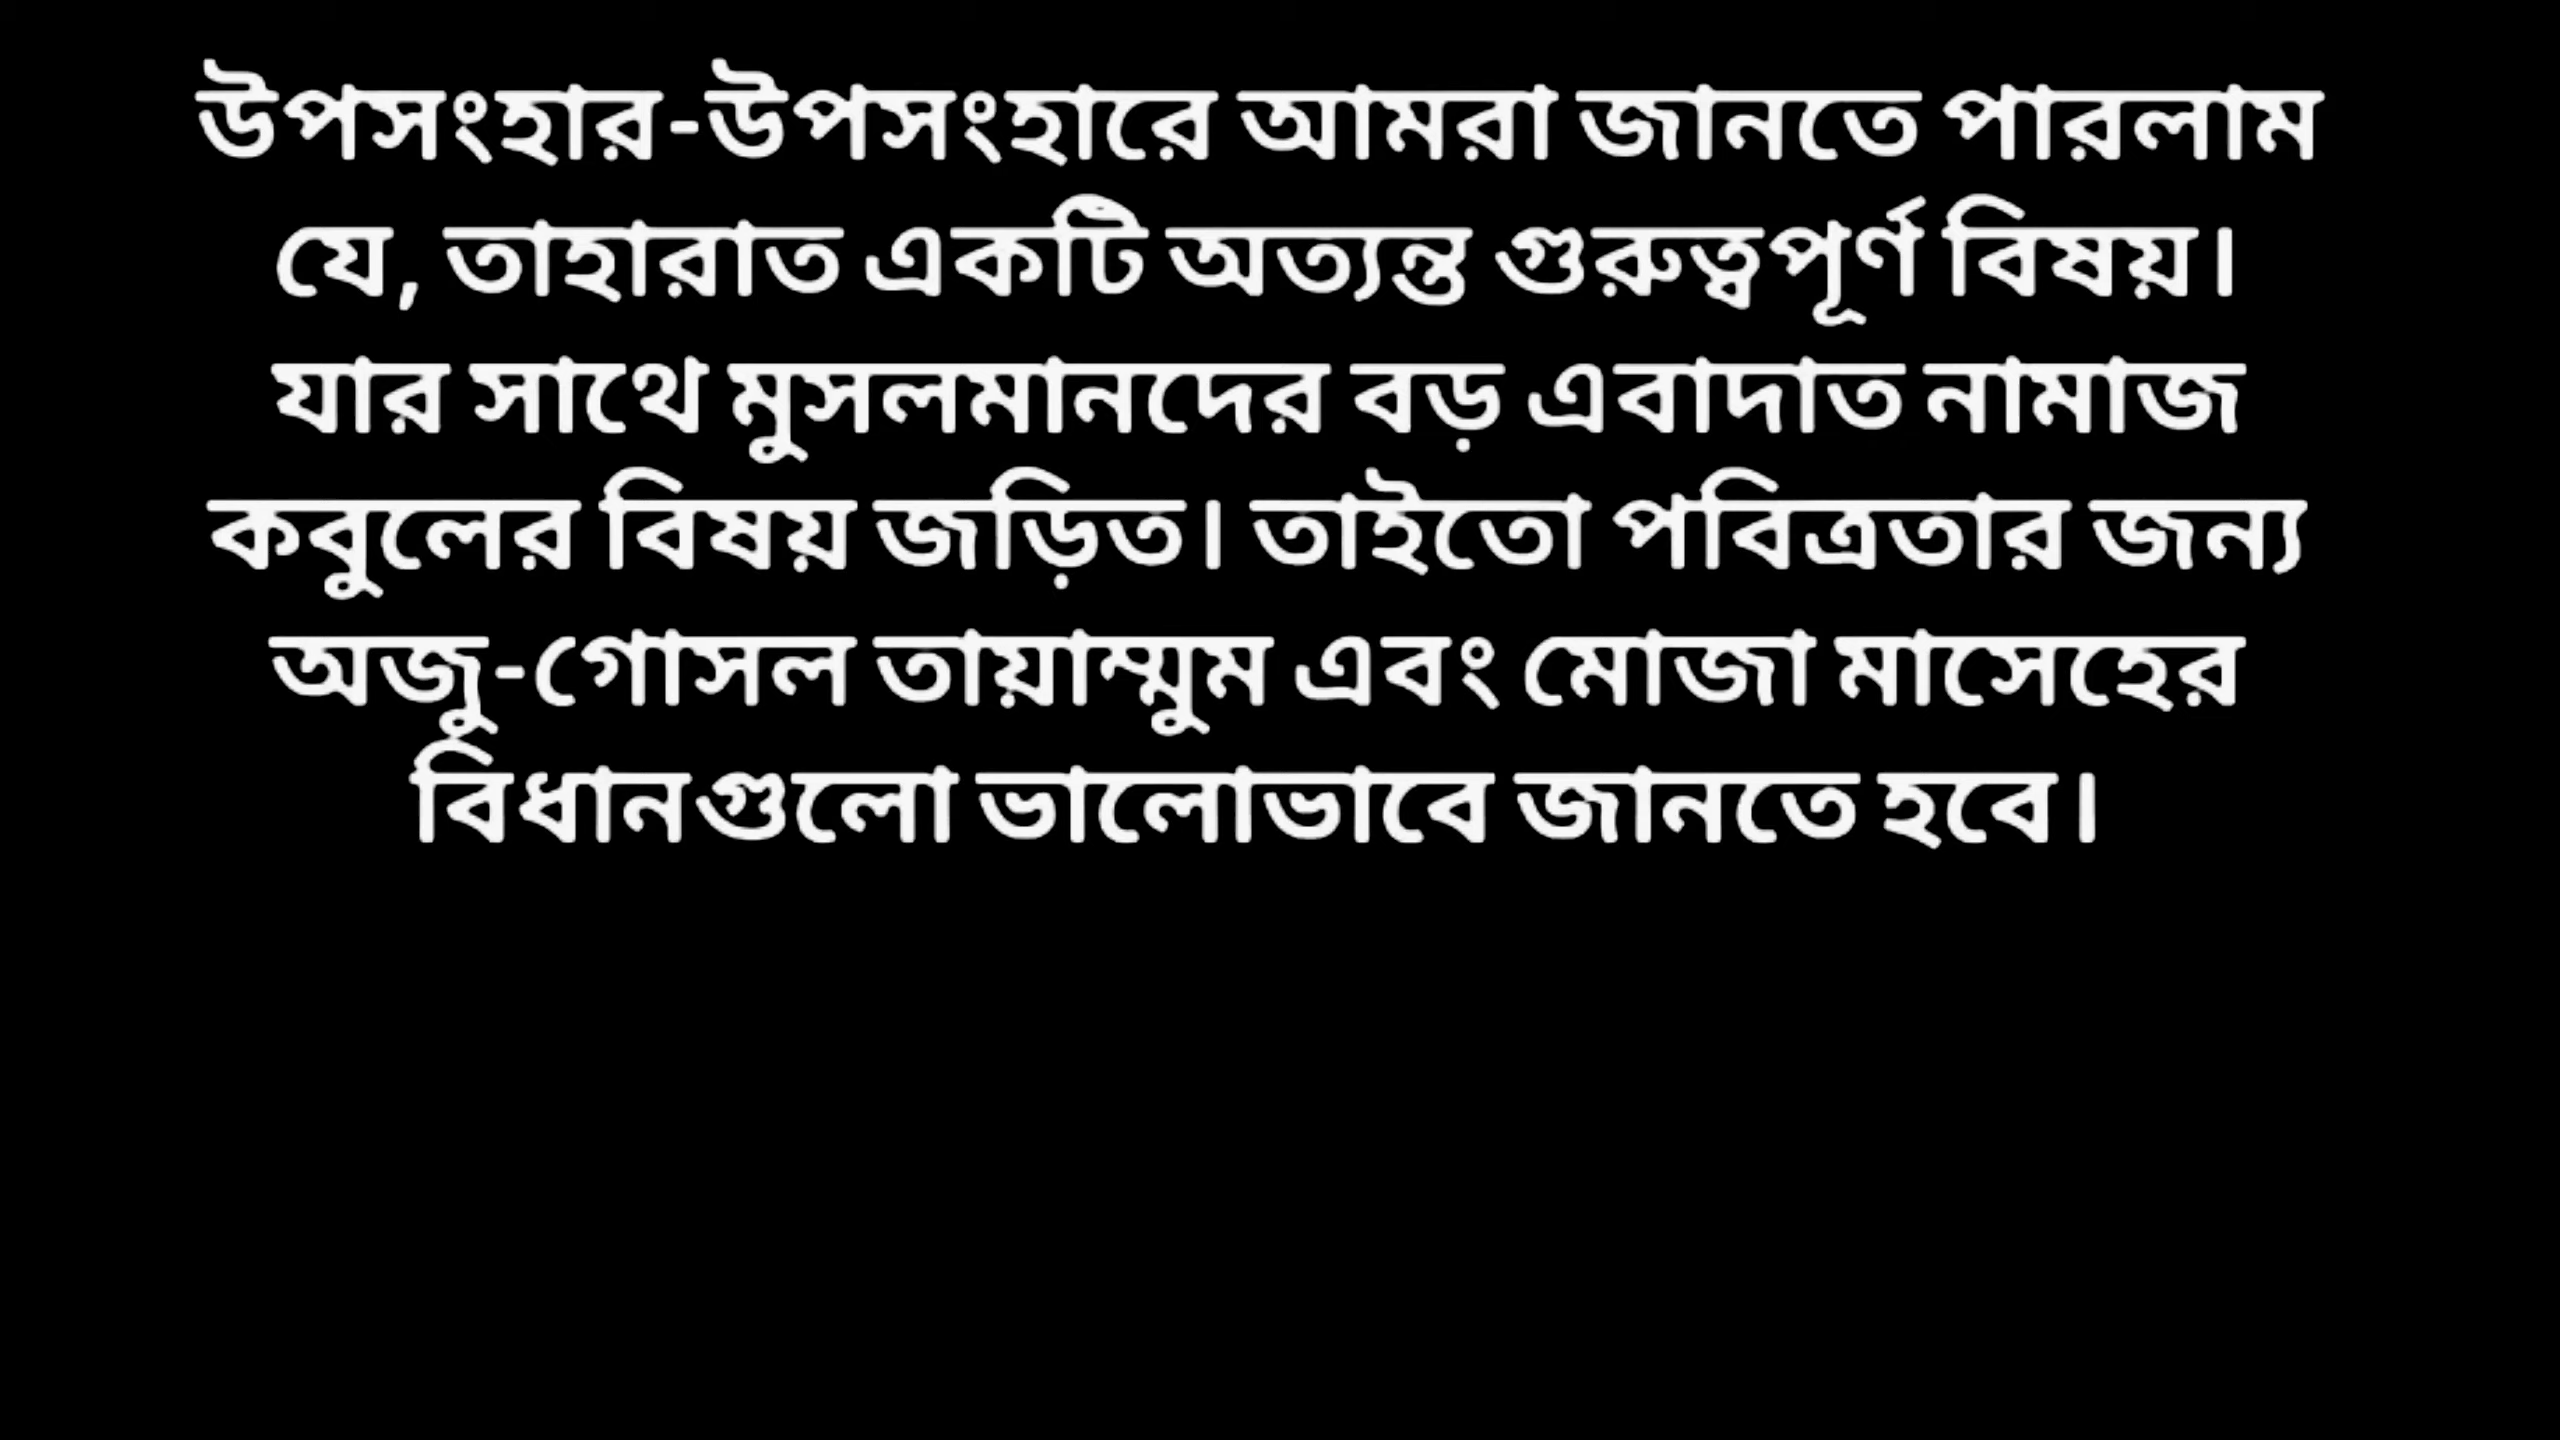 উপসংহার-উপসংহারে আমরা জানতে পারলাম
যে, তাহারাত একটি অত্যন্ত গুরুত্বপূর্ণ বিষয়।
যার সাথে মুসলমানদের বড় এবাদাত নামাজ
কবুলের বিষয় জড়িত। তাইতো পবিত্রতার জন্য
অজু-গোসল তায়াম্মুম এবং মোজা মাসেহের
বিধানগুলো ভালোভাবে জানতে হবে।